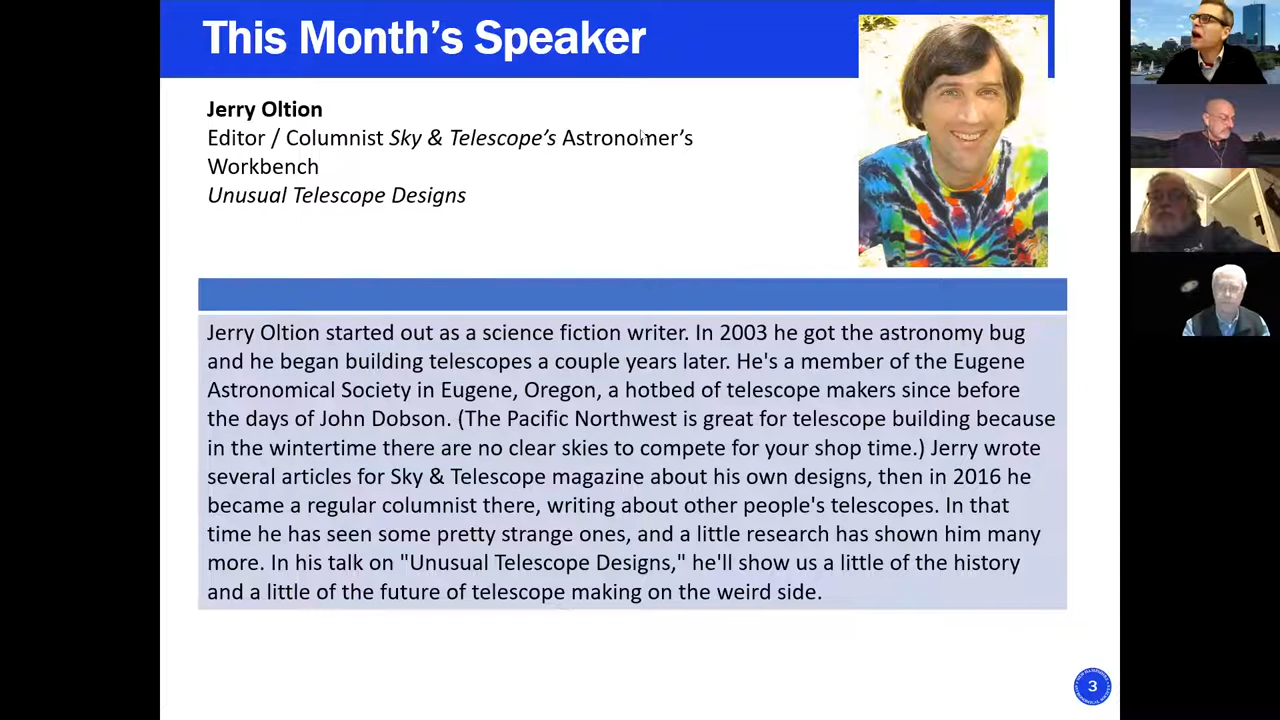 This Month's Speaker
Jerry Oltion
Editor / Columnist Sky & Telescope's Astronomer's
Workbench
Unusual Telescope Designs
Jerry Oltion started out as a science fiction writer. In 2003 he got the astronomy bug
and he began building telescopes a couple years later. He's a member of the Eugene
Astronomical Society in Eugene, Oregon, a hotbed of telescope makers since before
the days of John Dobson. (The Pacific Northwest is great for telescope building because
in the wintertime there are no clear skies to compete for your shop time.) Jerry wrote
several articles for Sky & Telescope magazine about his own designs, then in 2016 he
became a regular columnist there, writing about other people's telescopes. In that
time he has seen some pretty strange ones, and a little research has shown him many
more. In his talk on "Unusual Telescope Designs," he'll show us a little of the history
and a little of the future of telescope making on the weird side.
3